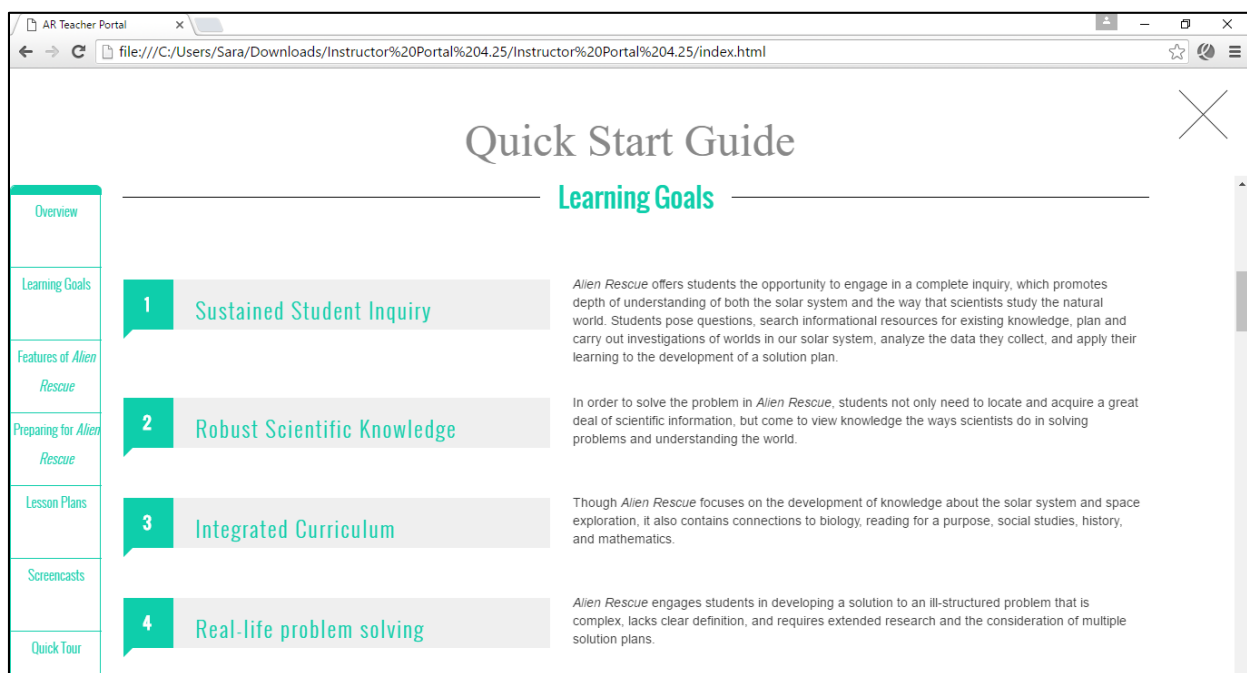 AR Teacher Portal
file:///C:/Users/Sara/Downloads/Instructor%20Portal%204.25/Instructor%20Portal%204.25/index.html
Quick Start Guide
Learning Goals
Overview
Learning Goals
Features of Alien
Rescue
Preparing for Alien
Rescue
Lesson Plans
Screencasts
Quick Tour
1
Sustained Student Inquiry
Alien Rescue offers students the opportunity to engage in a complete inquiry, which promotes
depth of understanding of both the solar system and the way that scientists study the natural
world. Students pose questions, search informational resources for existing knowledge, plan and
carry out investigations of worlds in our solar system, analyze the data they collect, and apply their
learning to the development of a solution plan.
2
Robust Scientific Knowledge
In order to solve the problem in Alien Rescue, students not only need to locate and acquire a great
deal of scientific information, but come to view knowledge the ways scientists do in solving
problems and understanding the world.
3
Integrated Curriculum
Though Alien Rescue focuses on the development of knowledge about the solar system and space
exploration, it also contains connections to biology, reading for a purpose, social studies, history,
and mathematics.
4
Real-life problem solving
Alien Rescue engages students in developing a solution to an ill-structured problem that is
complex, lacks clear definition, and requires extended research and the consideration of multiple
solution plans.